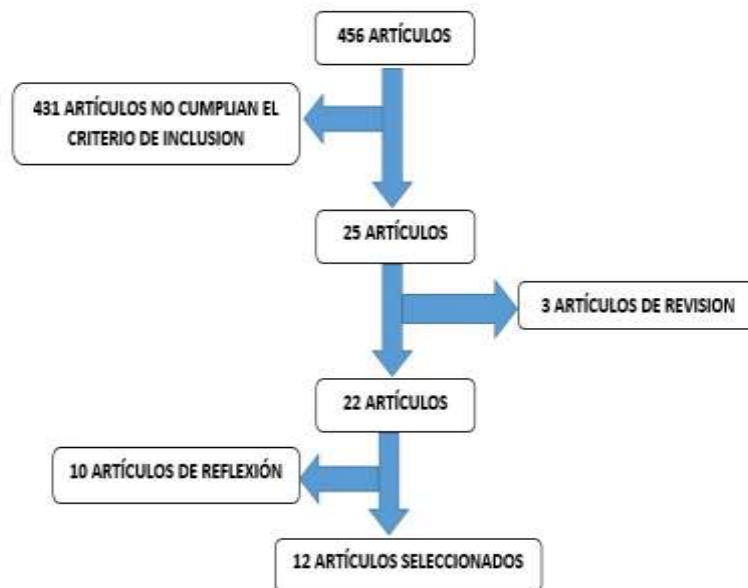 456 ARTÍCULOS
431 ARTÍCULOS NO CUMPLIAN EL
CRITERIO DE INCLUSION
25 ARTÍCULOS
3 ARTÍCULOS DE REVISION
22 ARTÍCULOS
10 ARTÍCULOS DE REFLEXIÓN
12 ARTÍCULOS SELECCIONADOS